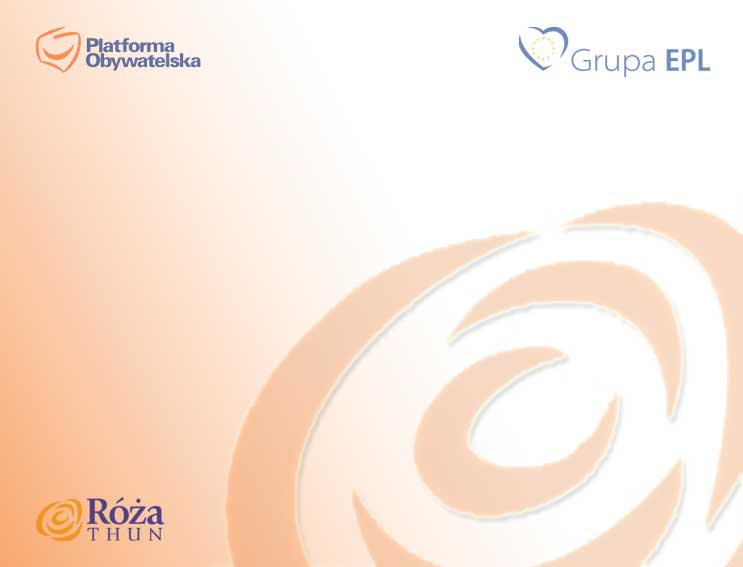 Platforma
Obywatelska
Grupa EPL
Róża
THUN